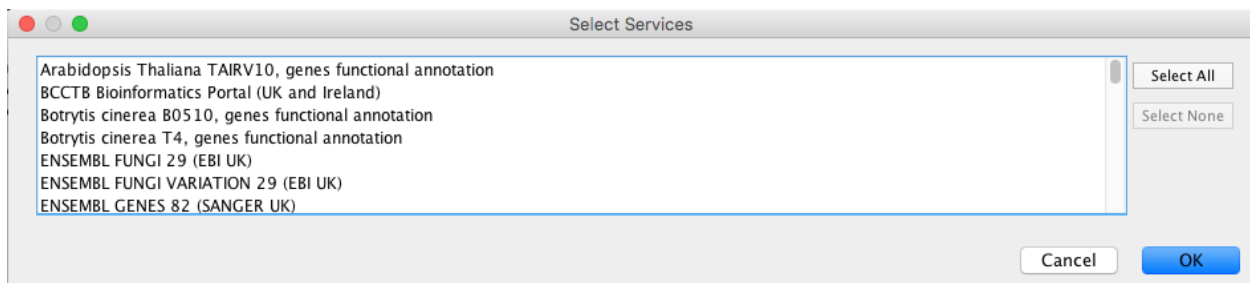 Select Services
Arabidopsis Thaliana TAIRV10, genes functional annotation
BCCTB Bioinformatics Portal (UK and Ireland)
Botrytis cinerea B0510, genes functional annotation
Botrytis cinerea T4, genes functional annotation
ENSEMBL FUNGI 29 (EBI UK)
ENSEMBL FUNGI VARIATION 29 (EBI UK)
ENSEMBL GENES 82 (SANGER UK)
Select All
Select None
Cancel
OK